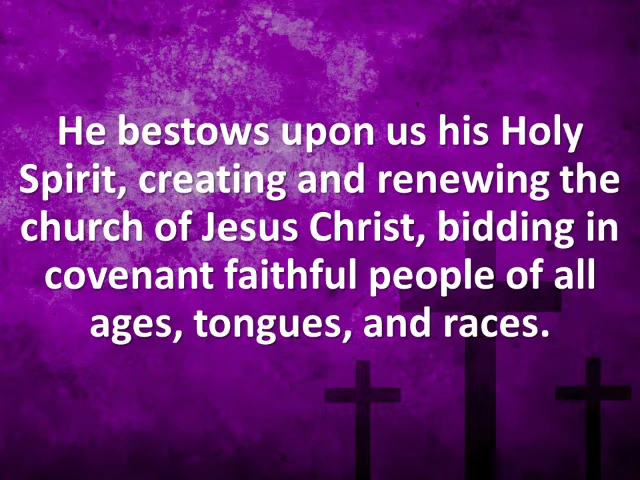 He bestows upon us his Holy
Spirit, creating and renewing the
church of Jesus Christ, bidding in
covenant faithful people of all
ages, tongues, and races.